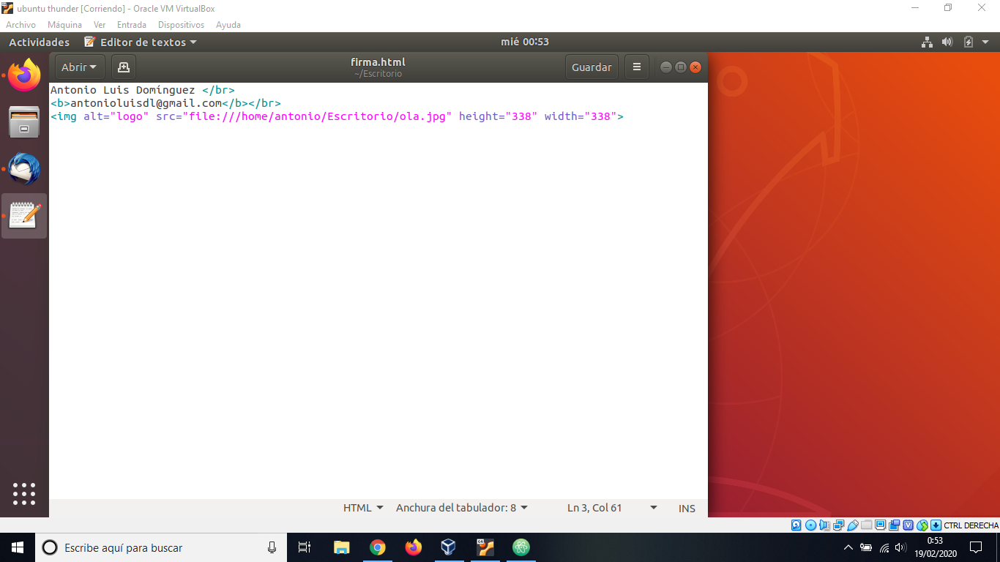 ubuntu thunder [Corriendo] - Oracle VM VirtualBox
Archivo Máquina Ver Entrada Dispositivos Ayuda
Actividades Editor de textos mié 00:53
Abrir firma.html Guardar
~/Escritorio
Antonio Luis Domínguez </br>
<b>antonioluisdl@gmail.com</b></br>
<img alt="logo" src="file:///home/antonio/Escritorio/ola.jpg" height="338" width="338">
HTML Anchura del tabulador: 8 Ln 3, Col 61 INS
CTRL DERECHA
Escribe aquí para buscar
0:53
19/02/2020